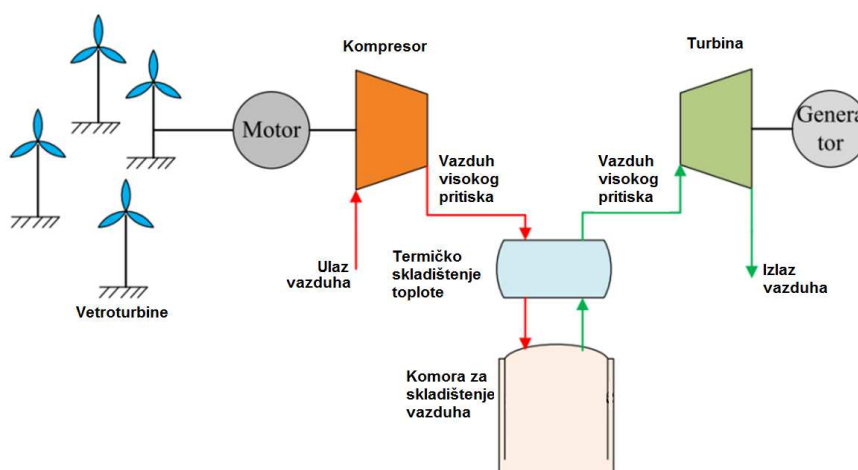 Kompresor
Turbina
Motor
Genera
tor
Vazduh
visokog
pritiska
Vazduh
visokog
pritiska
Ulaz
vazduha
Termičko
skladištenje
toplote
Izlaz
vazduha
Vetroturbine
Komora za
skladištenje
vazduha